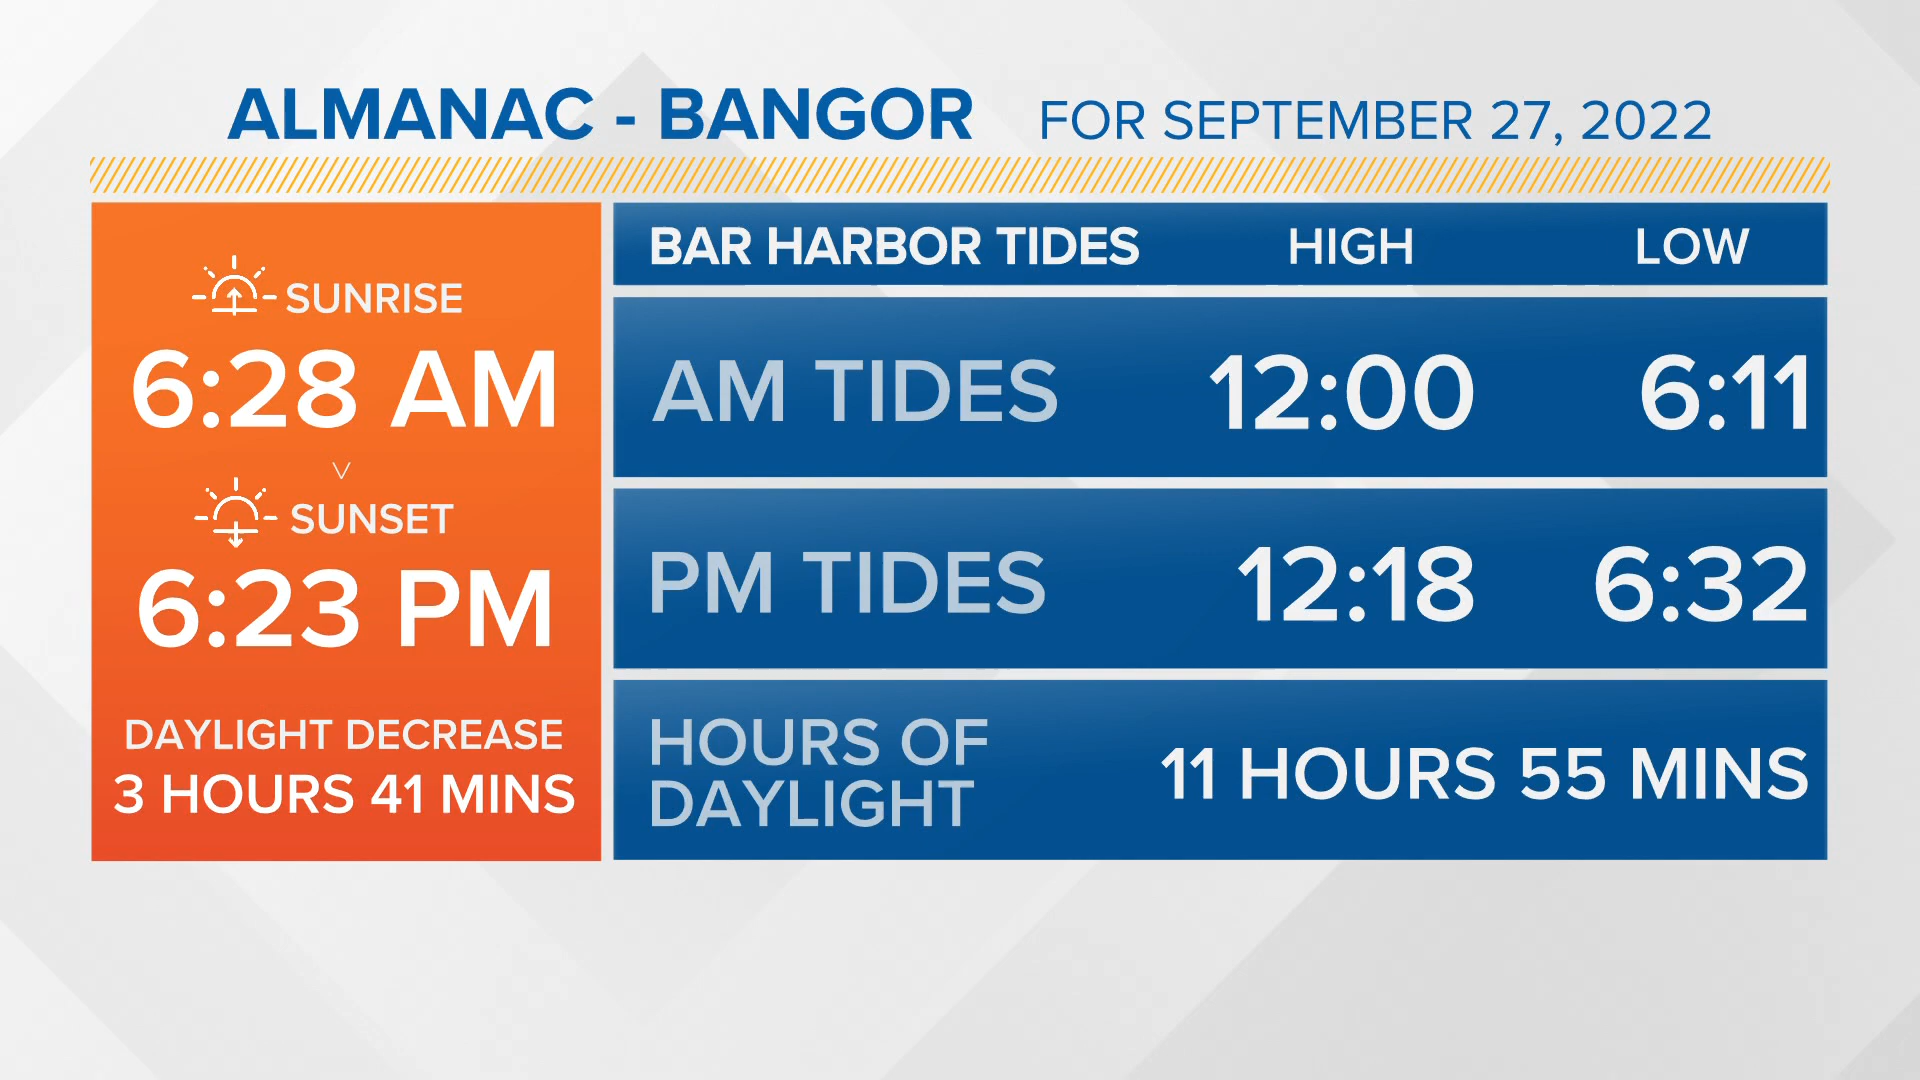 ALMANAC - BANGOR FOR SEPTEMBER 27, 2022
SUNRISE
6:28 AM
SUNSET
6:23 PM
DAYLIGHT DECREASE
3 HOURS 41 MINS
BAR HARBOR TIDES HIGH LOW
AM TIDES 12:00 6:11
PM TIDES 12:18 6:32
HOURS OF
DAYLIGHT
11 HOURS 55 MINS